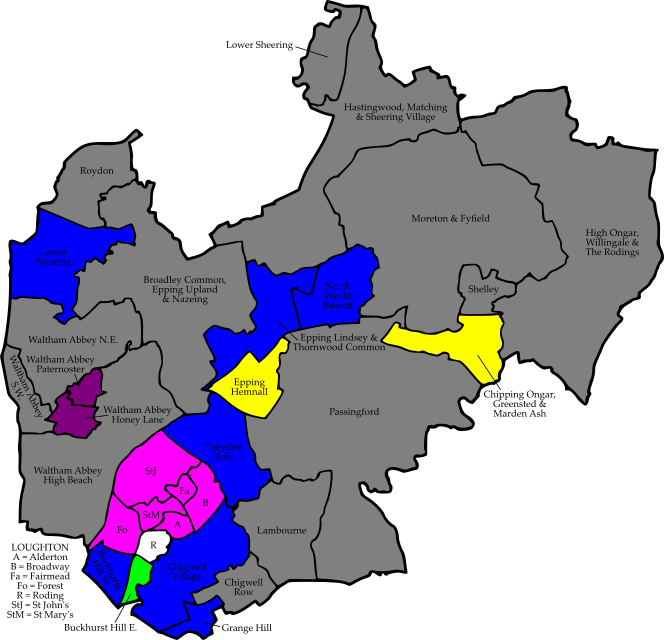 Lower Sheering
Hastingwood, Matching
& Sheering Village
Roydon
Moreton & Fyfield
High Ongar,
Willingale &
The Rodings
Lower
Nazeing
Broadley Common,
Epping Upland
& Nazeing
North
Weald
Bassett
Shelley
Waltham Abbey N.E.
Epping Lindsey &
Thornwood Common
Waltham Abbey
Paternoster
Waltham Abbey
S.W.
Epping
Hemnall
Chipping Ongar,
Greensted &
Marden Ash
Waltham Abbey
Honey Lane
Passingford
Theydon
Bois
Waltham Abbey
High Beach
StJ
Fa
B
StM
A
Fo
R
Lambourne
LOUGHTON
A = Alderton
B = Broadway
Fa = Fairmead
Fo = Forest
R = Roding
StJ = St John's
StM = St Mary's
Buckhurst
Hill W.
Chigwell
Village
Chigwell
Row
Buckhurst Hill E.
Grange Hill